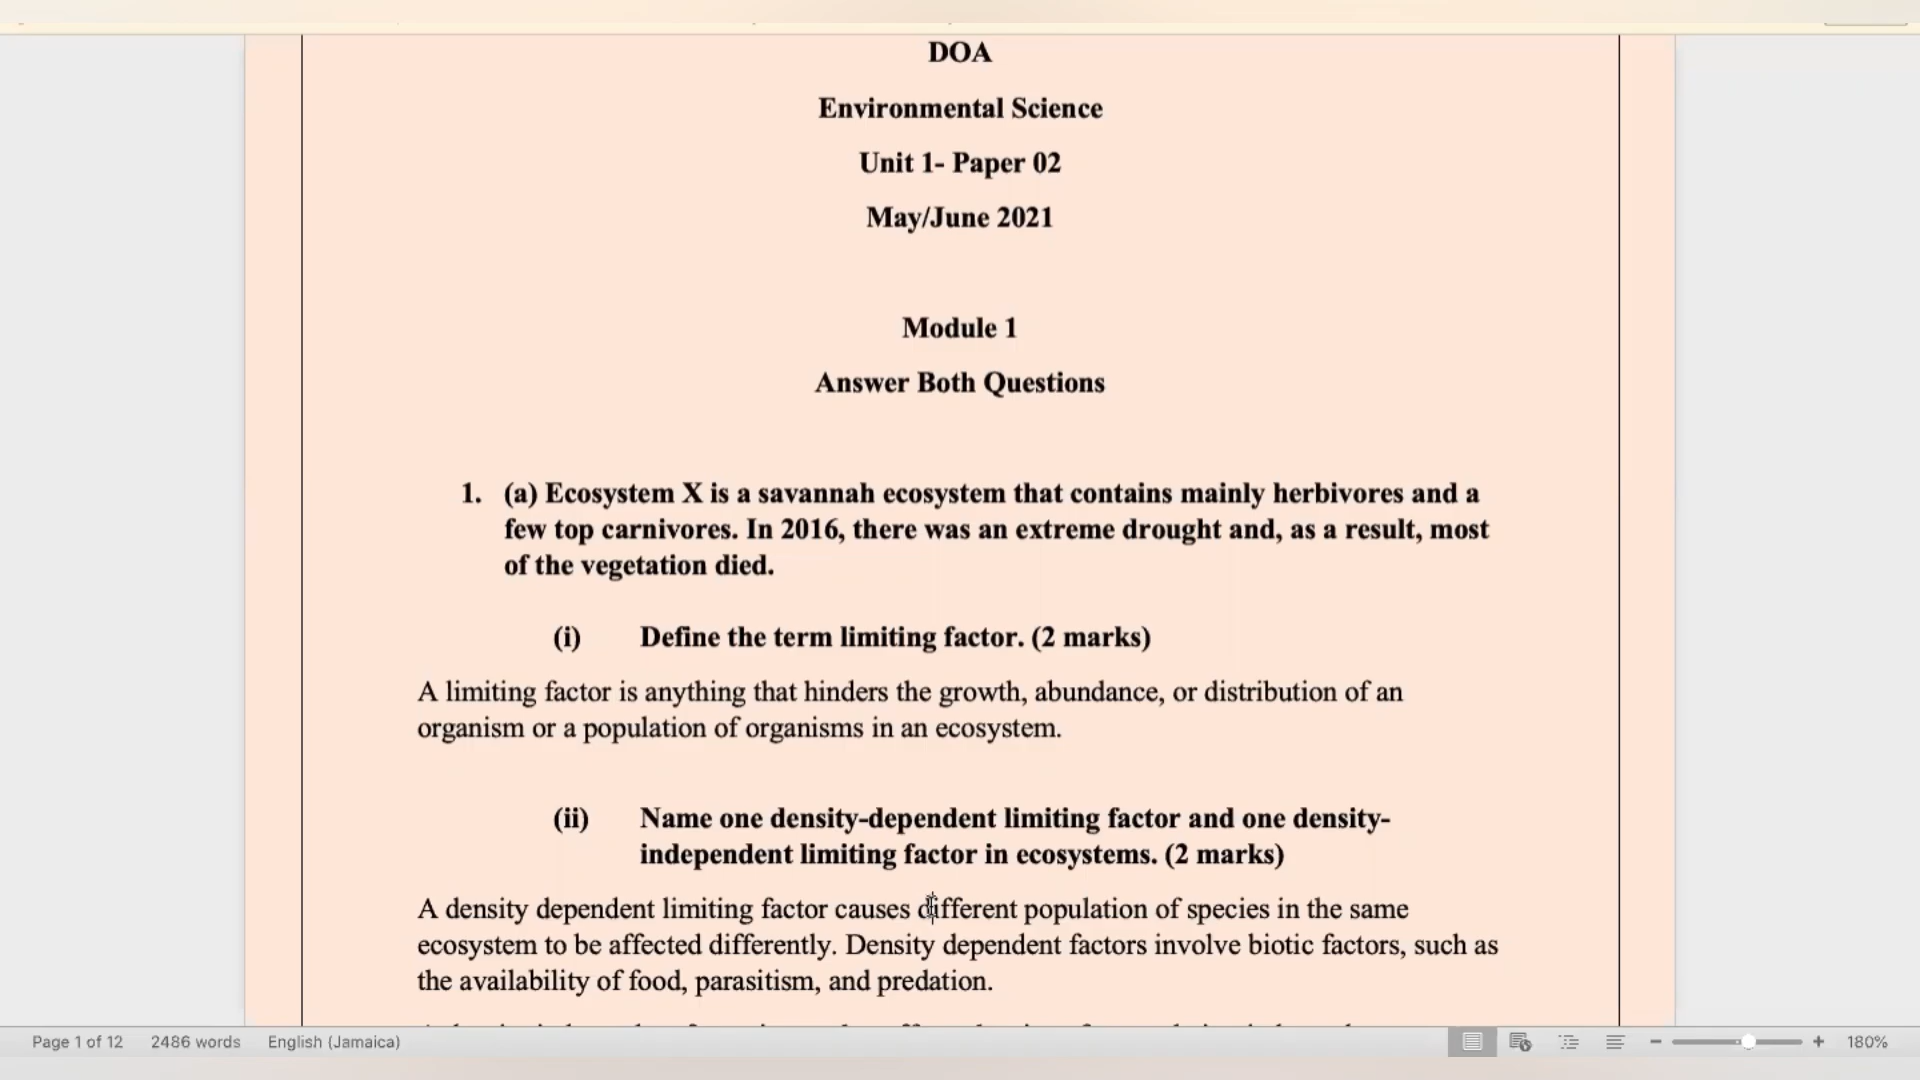 DOA
Environmental Science
Unit 1- Paper 02
May/June 2021
Module 1
Answer Both Questions
1. (a) Ecosystem X is a savannah ecosystem that contains mainly herbivores and a
few top carnivores. In 2016, there was an extreme drought and, as a result, most
of the vegetation died.
(i) Define the term limiting factor. (2 marks)
A limiting factor is anything that hinders the growth, abundance, or distribution of an
organism or a population of organisms in an ecosystem.
(ii) Name one density-dependent limiting factor and one density-
independent limiting factor in ecosystems. (2 marks)
A density dependent limiting factor causes different population of species in the same
ecosystem to be affected differently. Density dependent factors involve biotic factors, such as
the availability of food, parasitism, and predation.
Page 1 of 12 2486 words English (Jamaica) 180%